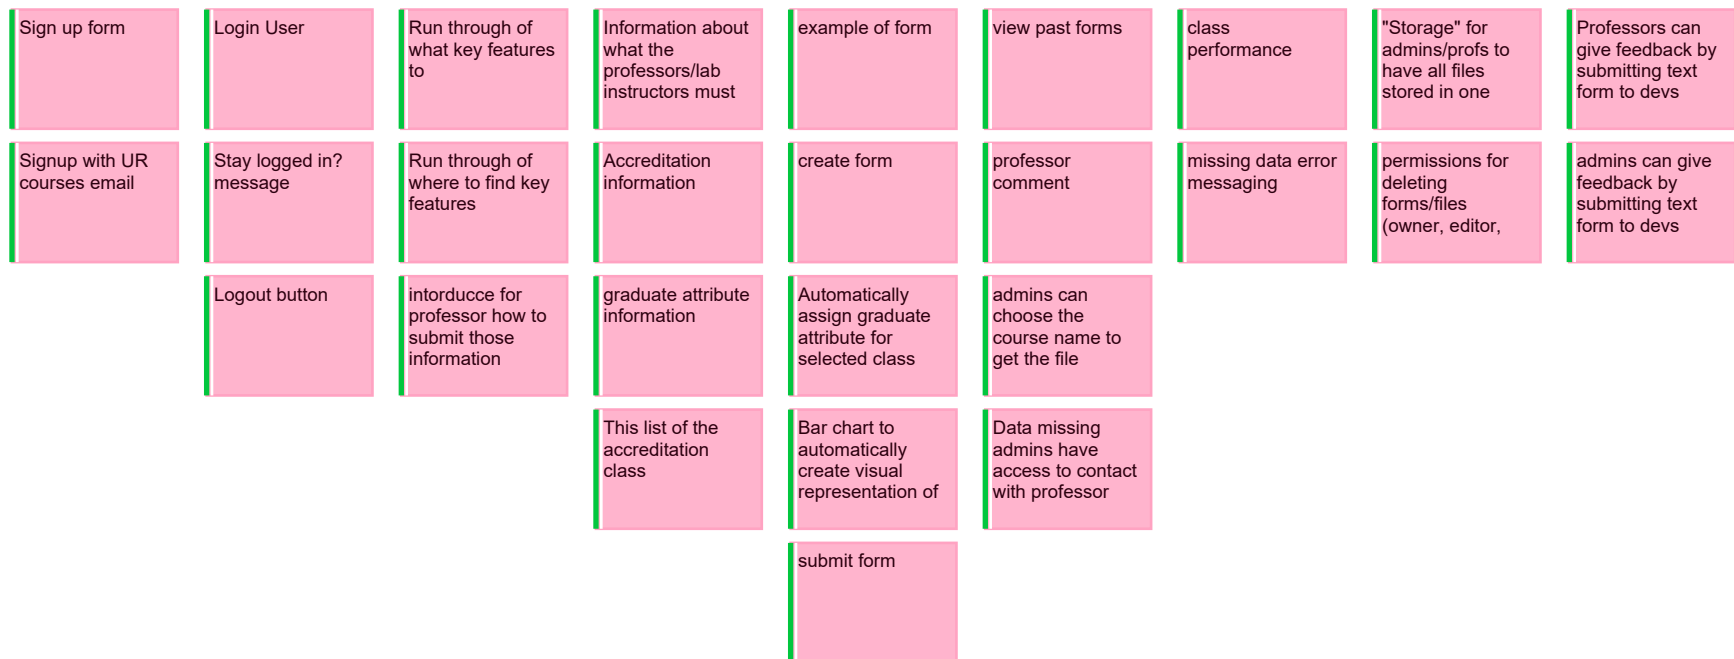 Sign up form
Login User
Run through of
what key features
to
Information about
what the
professors/lab
instructors must
example of form
view past forms
class
performance
"Storage" for
admins/profs to
have all files
stored in one
Professors can
give feedback by
submitting text
form to devs
Signup with UR
courses email
Stay logged in?
message
Run through of
where to find key
features
Accreditation
information
create form
professor
comment
missing data error
messaging
permissions for
deleting
forms/files
(owner, editor,
admins can give
feedback by
submitting text
form to devs
Logout button
intorducce for
professor how to
submit those
information
graduate attribute
information
Automatically
assign graduate
attribute for
selected class
admins can
choose the
course name to
get the file
This list of the
accreditation
class
Bar chart to
automatically
create visual
representation of
Data missing
admins have
access to contact
with professor
submit form